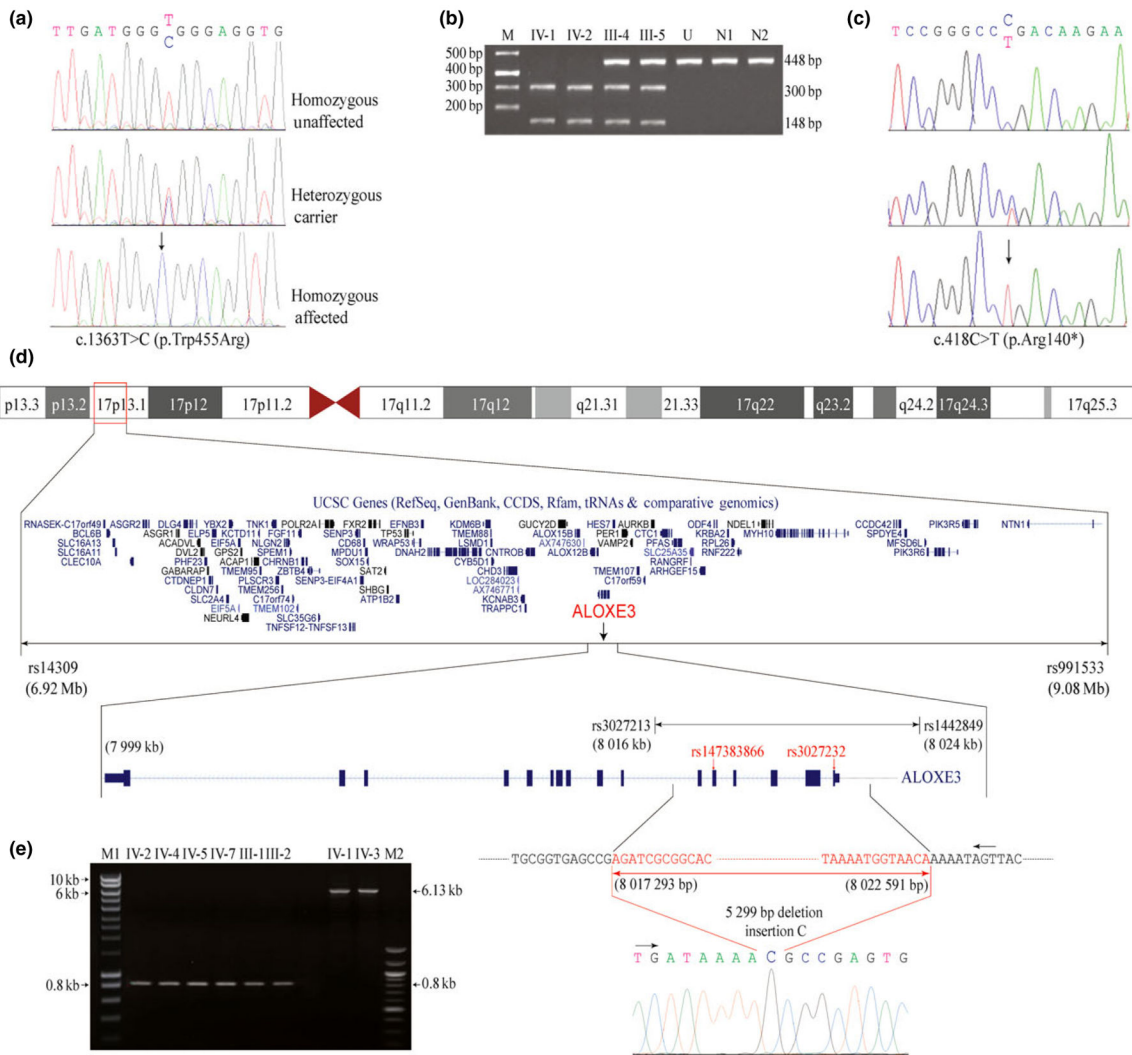 (a)
T
T T G A T G G G G G G A G G T G
C
Homozygous
unaffected
Heterozygous
carrier
Homozygous
affected
c.1363T>C (p.Trp455Arg)
(b)
M IV-1 IV-2 III-4 III-5 U N1 N2
500 bp
400 bp
300 bp
200 bp
448 bp
300 bp
148 bp
(c)
C
T C C G G G C C G A C A A G A A
T
c.418C>T (p.Arg140*)
(d)
p13.3 p13.2 17p13.1 17p12 17p11.2 17q11.2 17q12 q21.31 21.33 17q22 q23.2 q24.2 17q24.3 17q25.3
UCSC Genes (RefSeq, GenBank, CCDS, Rfam, tRNAs & comparative genomics)
RNASEK-C17orf49 ASGR2 DLG4 YBX2 TNK1 POLR2A FXR2 EFNB3 KDM6B GUCY2D HES7 AURKB ODF4 NDEL1 CCDC42 PIK3R5 NTN1
BCL6B ASGR1 ELP5 KCTD11 SENP3 TP53 TMEM88 ALOX15B PER1 CTC1 KRBA2 MYH10 SPDYE4
SLC16A13 ACADVL EIF5A FGF11 CD68 WRAP53 LSMD1 AX747630 VAMP2 PFAS RPL26 MFSD6L
SLC16A11 DVL2 GPS2 NLGN2 MPDU1 DNAH2 CNTROB ALOX12B SLC25A35 RNF222 PIK3R6
CLEC10A PHF23 ACAP1 SPEM1 SOX15 CYB5D1 TMEM107 RANGRF
GABARAP TMEM95 CHRNB1 SAT2 CHD3 C17orf59 ARHGEF15
CTDNEP1 PLSCR3 ZBTB4 SENP3-EIF4A1 LOC284023
CLDN7 TMEM256 SHBG AX746771
SLC2A4 C17orf74 ATP1B2 KCNAB3
EIF5A TMEM102 TRAPPC1
NEURL4 SLC35G6
TNFSF12-TNFSF13
ALOXE3
rs14309
(6.92 Mb)
rs991533
(9.08 Mb)
(7 999 kb)
rs3027213
(8 016 kb)
rs1442849
(8 024 kb)
rs147383866 rs3027232
ALOXE3
TGCGGTGAGCCGAGATCGCGGCAC TAAAATGGTAACAAAAATAGTTAC
(8 017 293 bp) (8 022 591 bp)
5 299 bp deletion
insertion C
T G A T A A A A C G C C G A G T G
(e)
M1 IV-2 IV-4 IV-5 IV-7 III-1 III-2 IV-1 IV-3 M2
10 kb
6 kb
0.8 kb
6.13 kb
0.8 kb